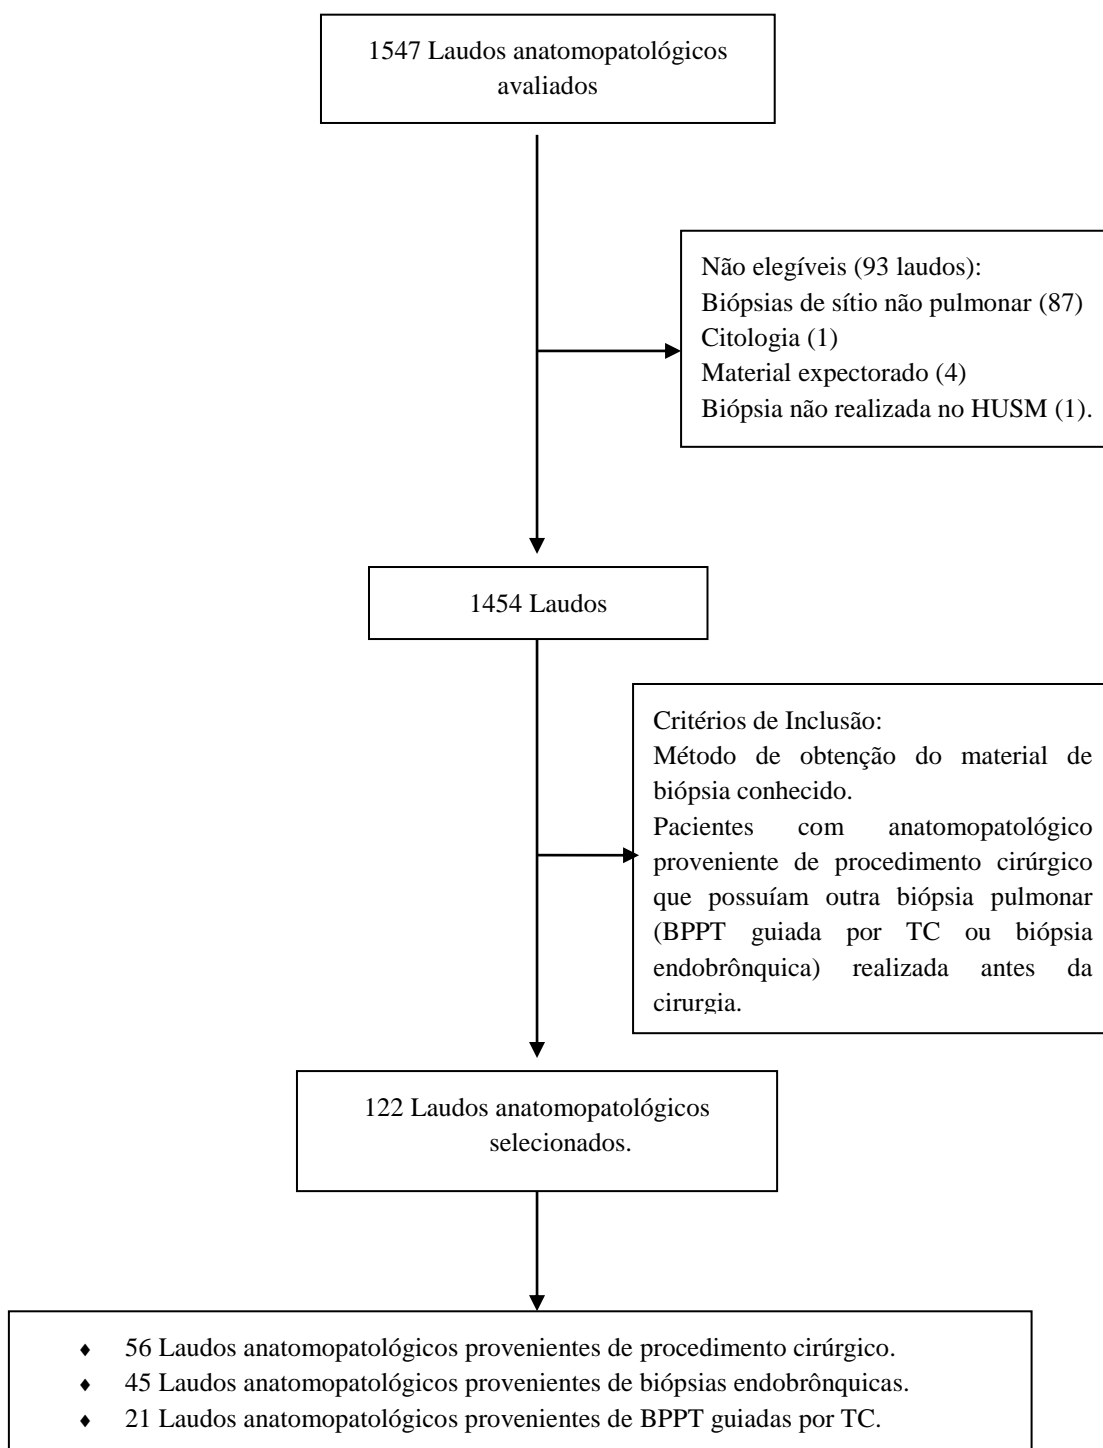 1547 Laudos anatomopatológicos
avaliados
Não elegíveis (93 laudos):
Biópsias de sítio não pulmonar (87)
Citologia (1)
Material expectorado (4)
Biópsia não realizada no HUSM (1).
1454 Laudos
Critérios de Inclusão:
Método de obtenção do material de
biópsia conhecido.
Pacientes com anatomopatológico
proveniente de procedimento cirúrgico
que possuíam outra biópsia pulmonar
(BPPT guiada por TC ou biópsia
endobrônquica) realizada antes da
cirurgia.
122 Laudos anatomopatológicos
selecionados.
♦ 56 Laudos anatomopatológicos provenientes de procedimento cirúrgico.
♦ 45 Laudos anatomopatológicos provenientes de biópsias endobrônquicas.
♦ 21 Laudos anatomopatológicos provenientes de BPPT guiadas por TC.